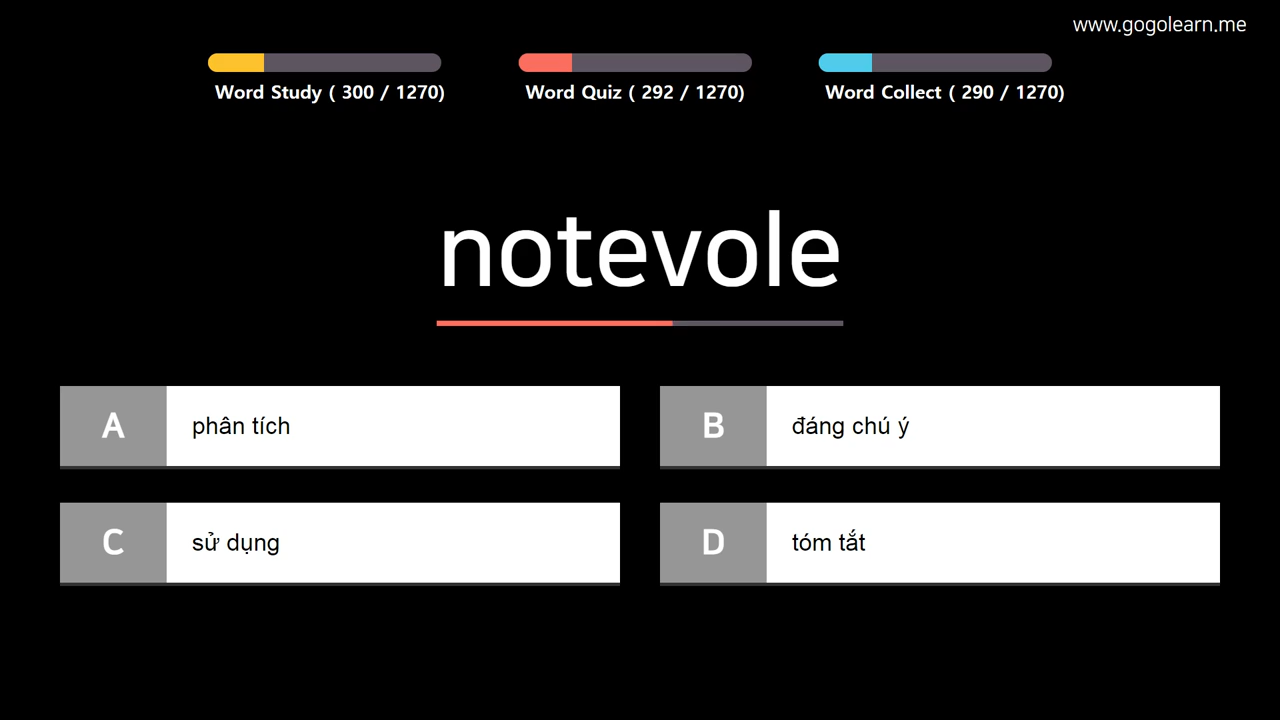 www.gogolearn.me
Word Study ( 300 / 1270)
Word Quiz ( 292 / 1270)
Word Collect ( 290 / 1270)
notevole
A phân tích
B đáng chú ý
C sử dụng
D tóm tắt